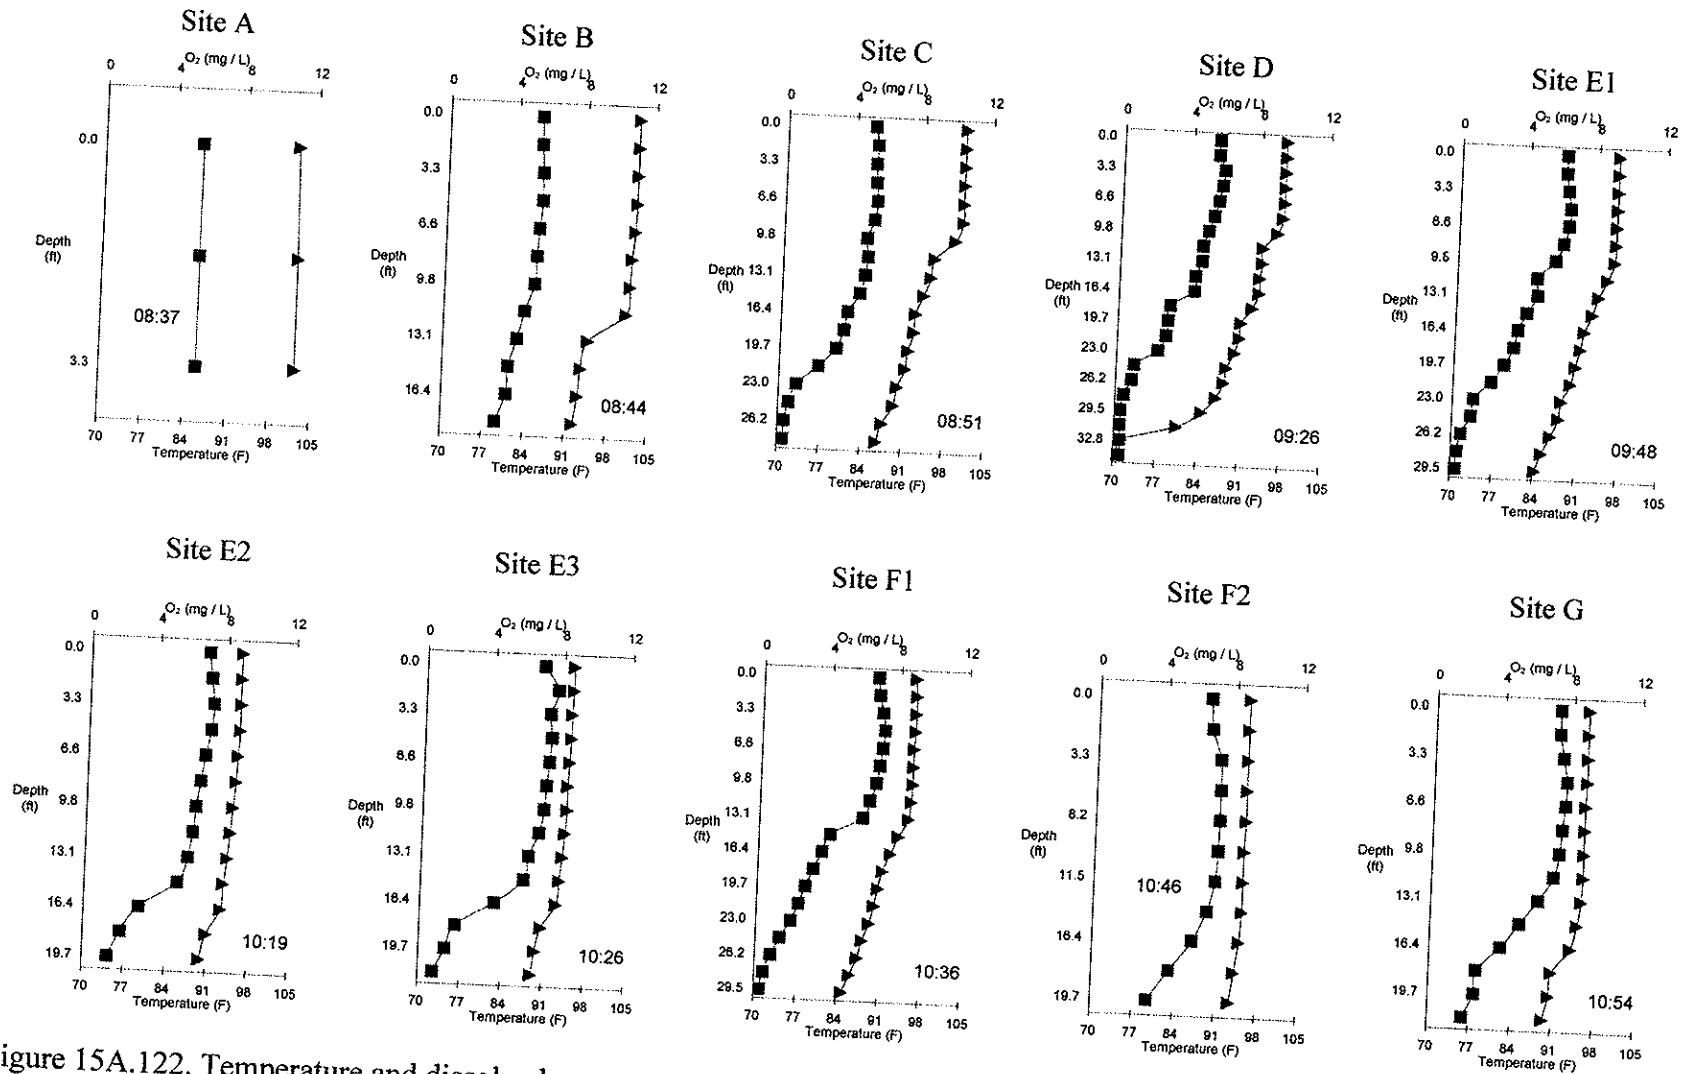 Site A
O₂ (mg / L)
0 4 8 12
0.0
Depth
(ft)
08:37
3.3
70 77 84 91 98 105
Temperature (F)
Site B
O₂ (mg / L)
0 4 8 12
0.0
3.3
6.6
Depth
(ft)
9.8
13.1
16.4
08:44
70 77 84 91 98 105
Temperature (F)
Site C
O₂ (mg / L)
0 4 8 12
0.0
3.3
6.6
9.8
Depth 13.1
(ft)
16.4
19.7
23.0
26.2
08:51
70 77 84 91 98 105
Temperature (F)
Site D
O₂ (mg / L)
0 4 8 12
0.0
3.3
6.6
9.8
13.1
Depth 16.4
(ft)
19.7
23.0
26.2
29.5
32.8
09:26
70 77 84 91 98 105
Temperature (F)
Site E1
O₂ (mg / L)
0 4 8 12
0.0
3.3
6.6
9.8
13.1
Depth
(ft)
16.4
19.7
23.0
26.2
29.5
09:48
70 77 84 91 98 105
Temperature (F)
Site E2
O₂ (mg / L)
0 4 8 12
0.0
3.3
6.6
Depth
(ft)
9.8
13.1
16.4
19.7
10:19
70 77 84 91 98 105
Temperature (F)
Site E3
O₂ (mg / L)
0 4 8 12
0.0
3.3
6.6
Depth 9.8
(ft)
13.1
16.4
19.7
10:26
70 77 84 91 98 105
Temperature (F)
Site F1
O₂ (mg / L)
0 4 8 12
0.0
3.3
6.6
9.8
13.1
Depth
(ft)
16.4
19.7
23.0
26.2
29.5
10:36
70 77 84 91 98 105
Temperature (F)
Site F2
O₂ (mg / L)
0 4 8 12
0.0
3.3
8.2
Depth
(ft)
11.5
10:46
16.4
19.7
70 77 84 91 98 105
Temperature (F)
Site G
O₂ (mg / L)
0 4 8 12
0.0
3.3
6.6
Depth 9.8
(ft)
13.1
16.4
19.7
10:54
70 77 84 91 98 105
Temperature (F)
igure 15A.122. Temperature and